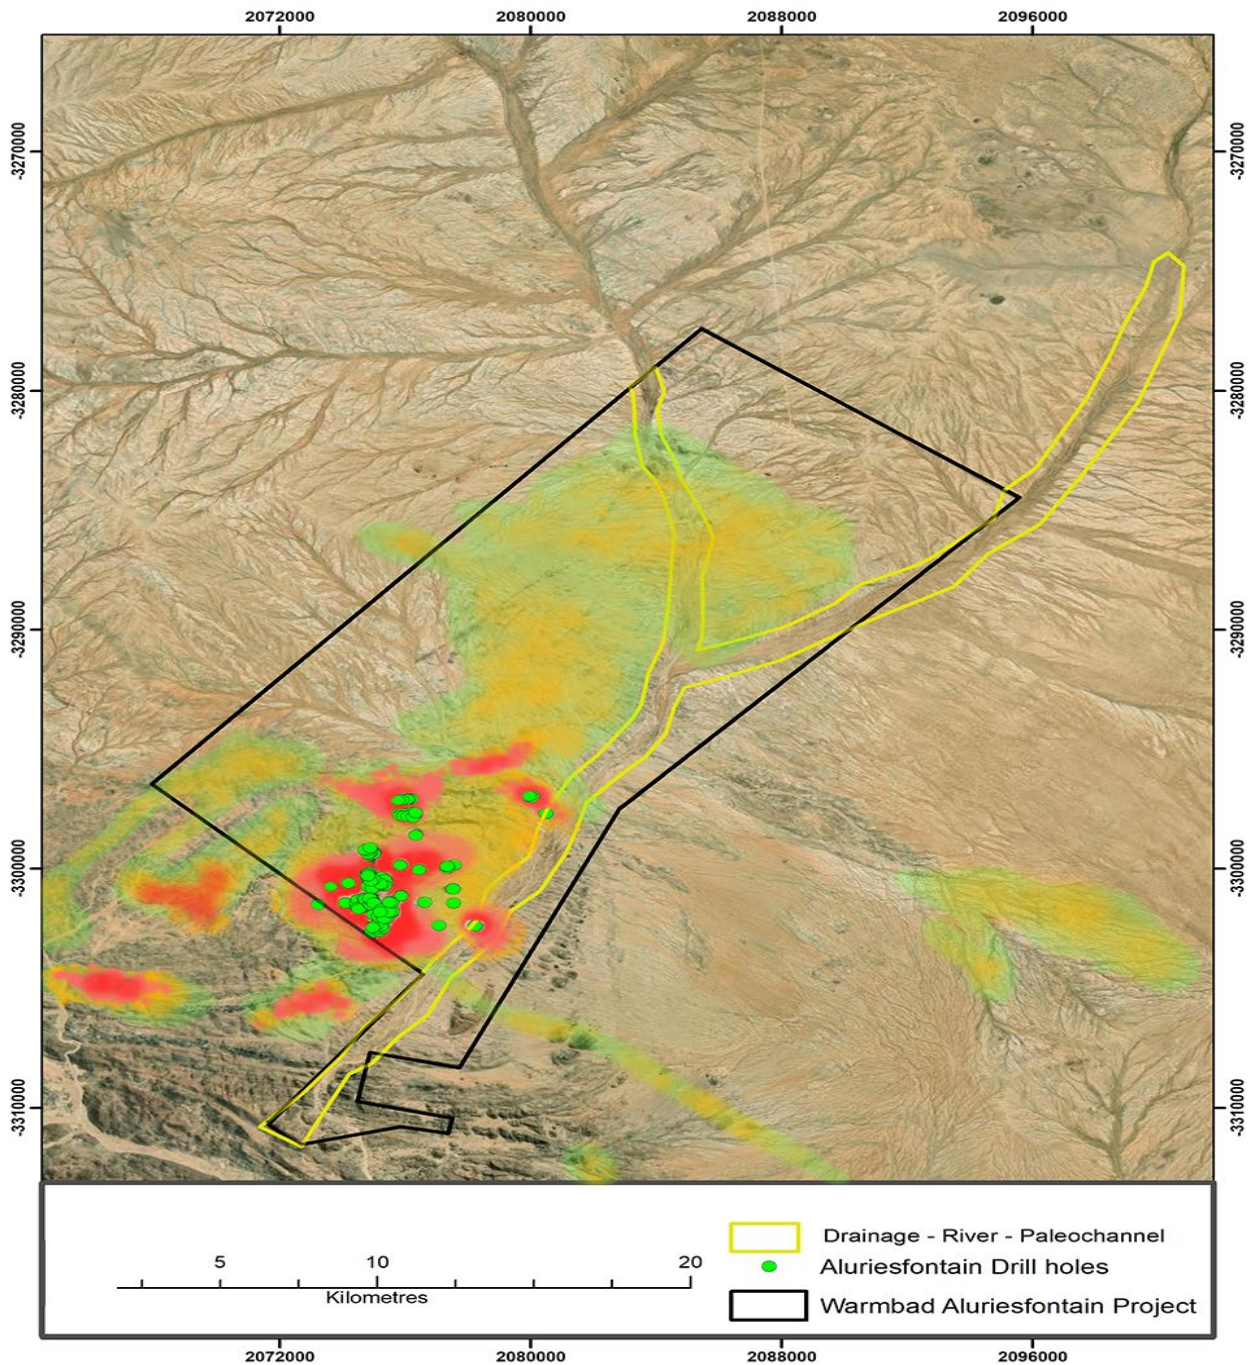 2072000 2080000 2088000 2096000
-3270000 -3270000
-3280000 -3280000
-3290000 -3290000
-3300000 -3300000
-3310000 -3310000
5 10 20
Kilometres
Drainage - River - Paleochannel
Aluriesfontain Drill holes
Warmbad Aluriesfontain Project
2072000 2080000 2088000 2096000